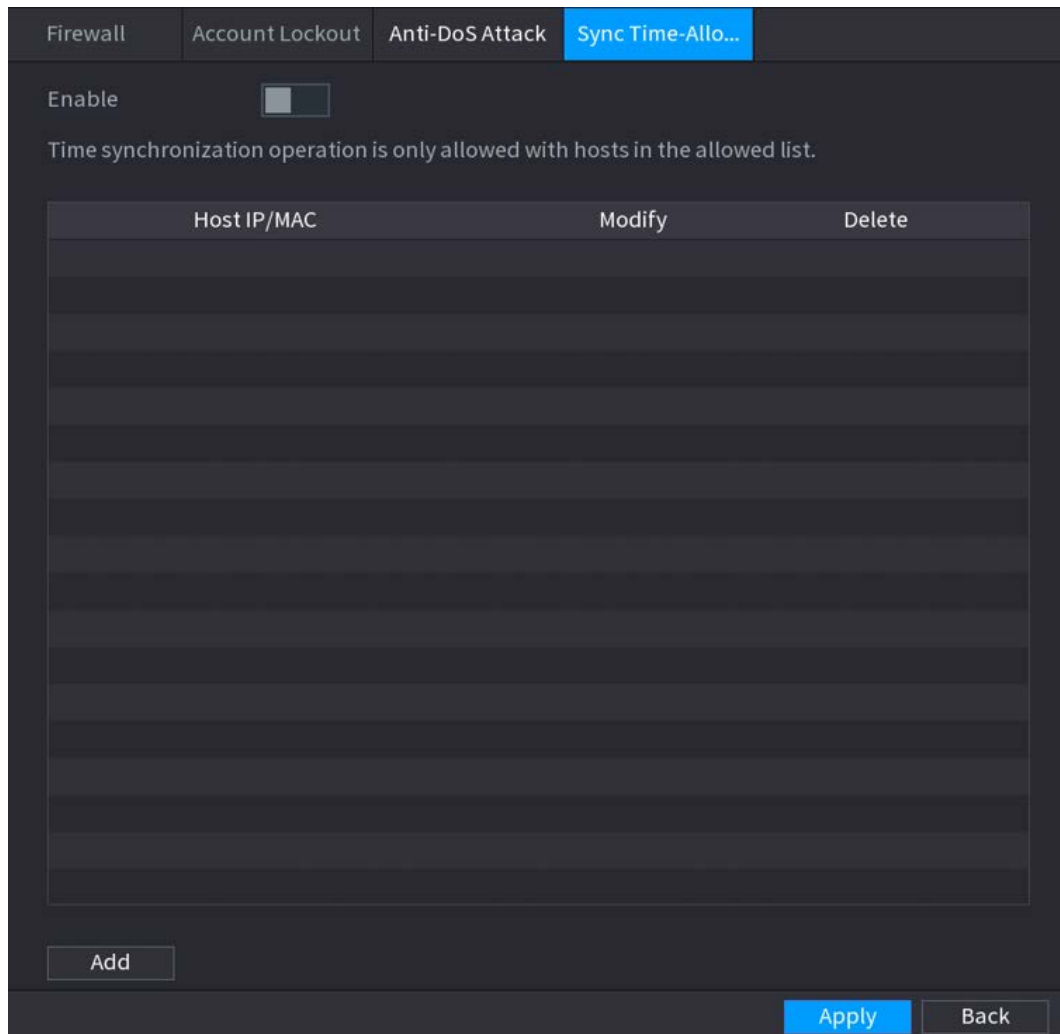 Firewall Account Lockout Anti-DoS Attack Sync Time-Allo...
Enable
Time synchronization operation is only allowed with hosts in the allowed list.
Host IP/MAC Modify Delete
Add
Apply Back